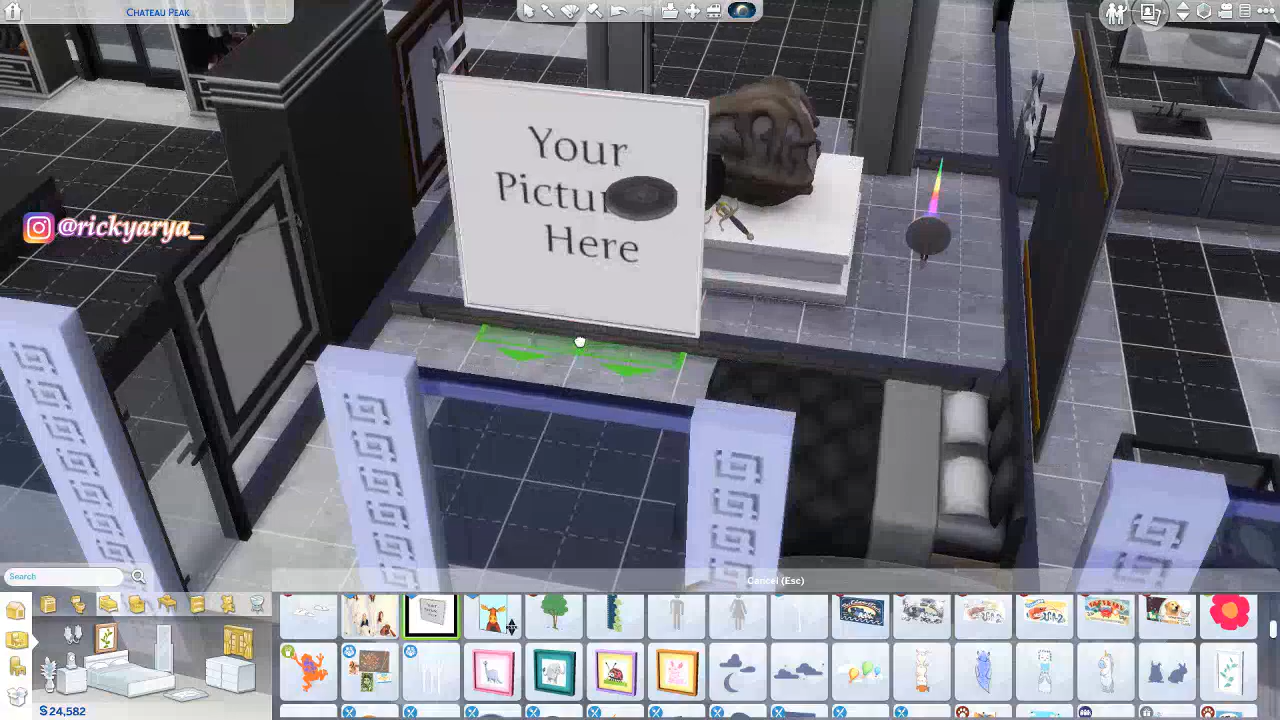 CHATEAU PEAK
Your
Pictur
Here
@rickyarya_
Cancel (Esc)
Search
$24,582